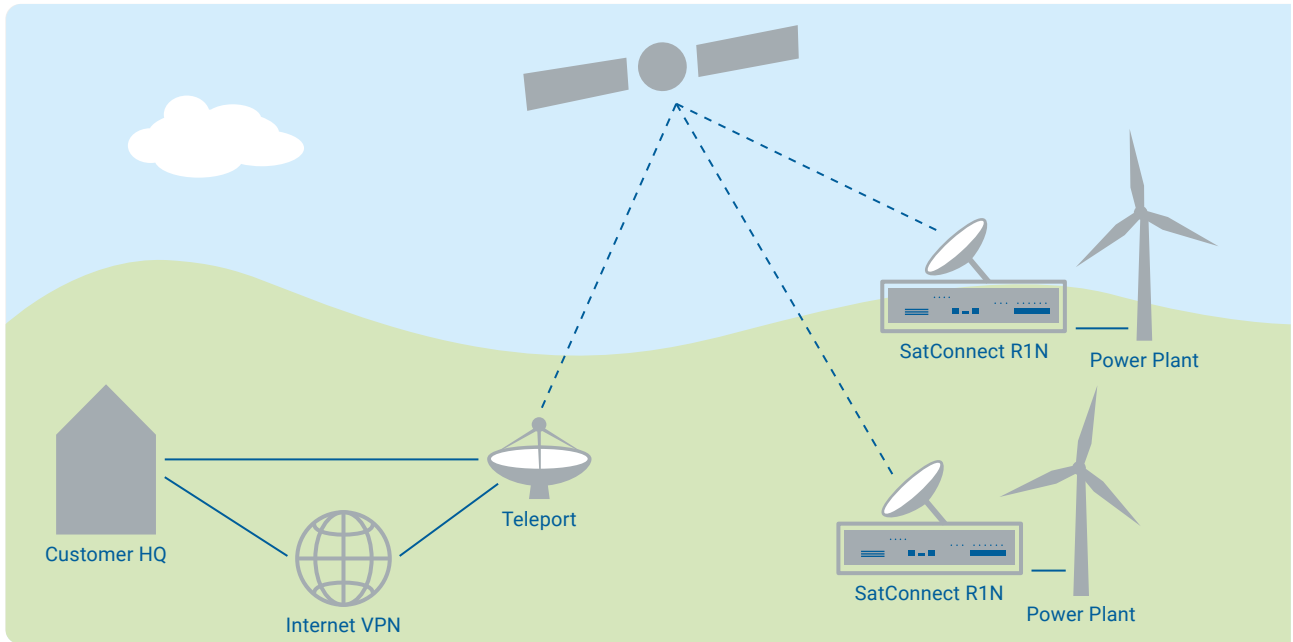 SatConnect R1N
Power Plant
Teleport
Customer HQ
SatConnect R1N
Power Plant
Internet VPN